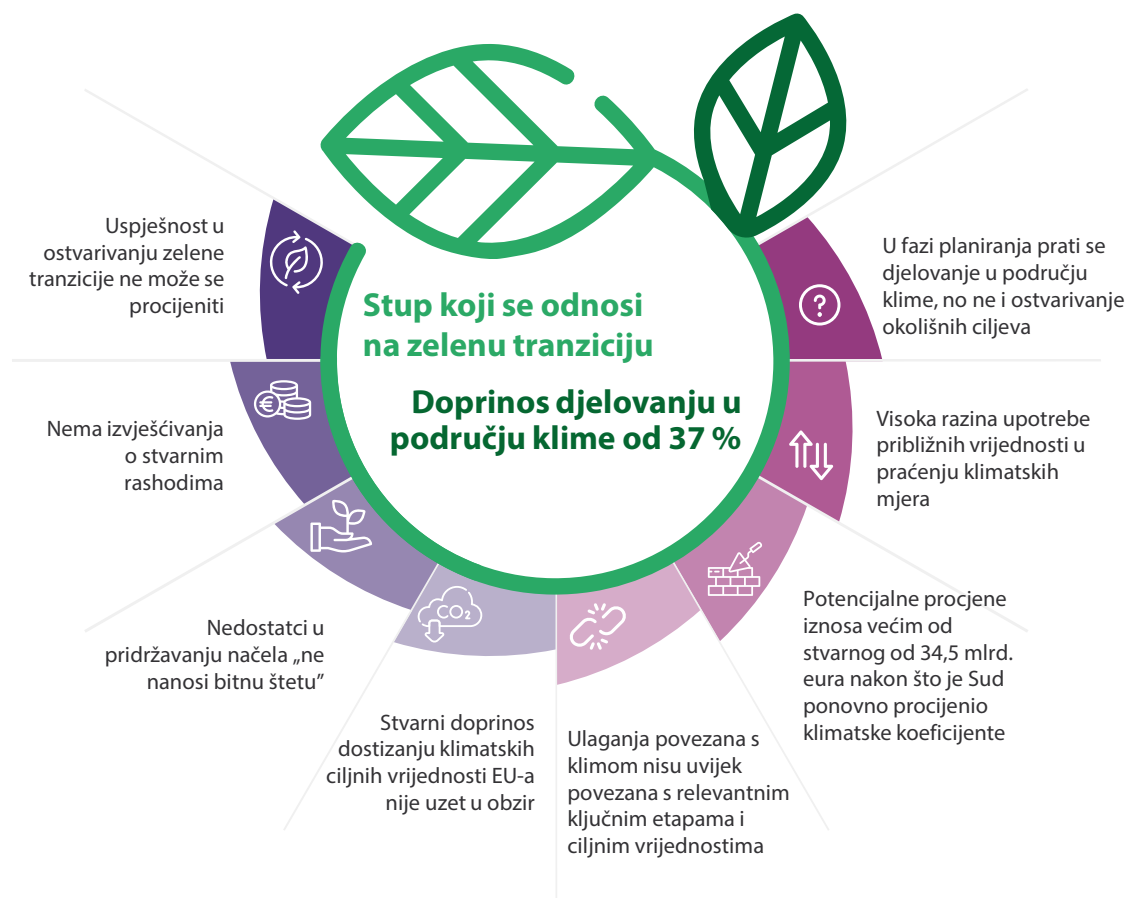 Stup koji se odnosi
na zelenu tranziciju
Doprinos djelovanju u
području klime od 37 %
U fazi planiranja prati se
djelovanje u području
klime, no ne i ostvarivanje
okolišnih ciljeva
Visoka razina upotrebe
približnih vrijednosti u
praćenju klimatskih
mjera
Potencijalne procjene
iznosa većim od
stvarnog od 34,5 mlrd.
eura nakon što je Sud
ponovno procijenio
klimatske koeficijente
Ulaganja povezana s
klimom nisu uvijek
povezana s relevantnim
ključnim etapama i
ciljnim vrijednostima
Stvarni doprinos
dostizanju klimatskih
ciljnih vrijednosti EU-a
nije uzet u obzir
Nedostatci u
pridržavanju načela „ne
nanosi bitnu štetu”
Nema izvješćivanja
o stvarnim
rashodima
Uspješnost u
ostvarivanju zelene
tranzicije ne može se
procijeniti
CO₂
€
?